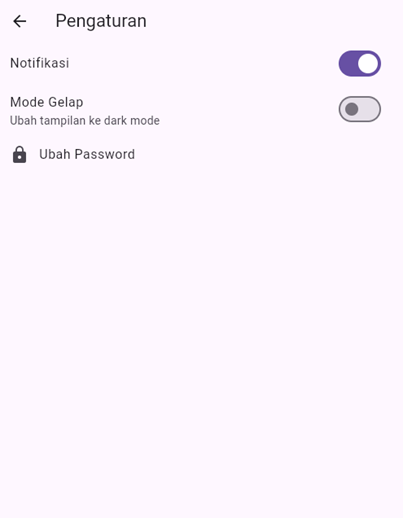 Pengaturan
Notifikasi
Mode Gelap
Ubah tampilan ke dark mode
Ubah Password